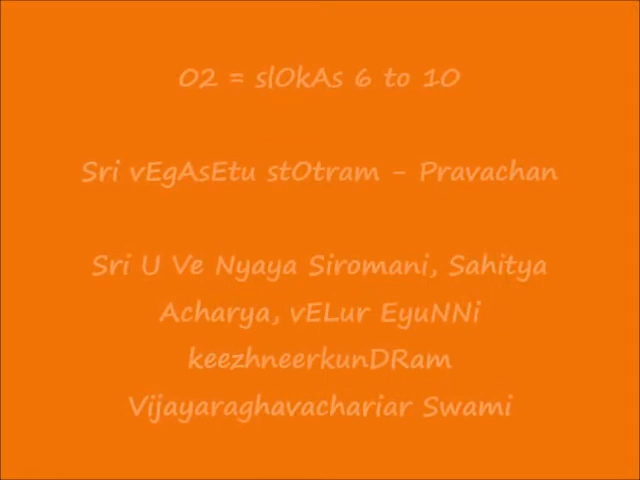 02 = slOkAs 6 to 10
Sri vEgAsEtu stOtram - Pravachan
Sri U Ve Nyaya Siromani, Sahitya
Acharya, vELur EyuNNi
keezhneerkunDRam
Vijayaraghavachariar Swami